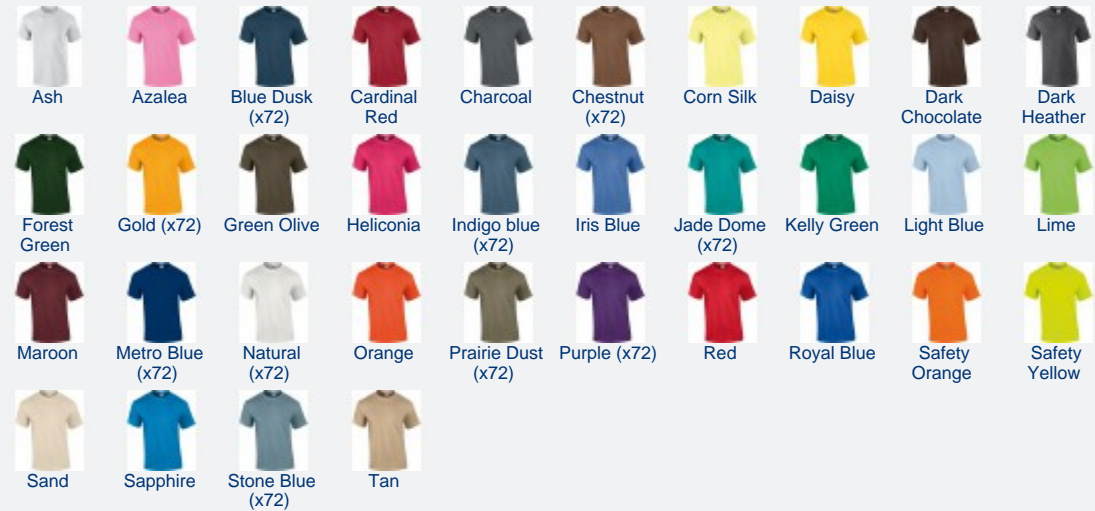 Ash
Azalea
Blue Dusk
(x72)
Cardinal
Red
Charcoal
Chestnut
(x72)
Corn Silk
Daisy
Dark
Chocolate
Dark
Heather
Forest
Green
Gold (x72)
Green Olive
Heliconia
Indigo blue
(x72)
Iris Blue
Jade Dome
(x72)
Kelly Green
Light Blue
Lime
Maroon
Metro Blue
(x72)
Natural
(x72)
Orange
Prairie Dust
(x72)
Purple (x72)
Red
Royal Blue
Safety
Orange
Safety
Yellow
Sand
Sapphire
Stone Blue
(x72)
Tan